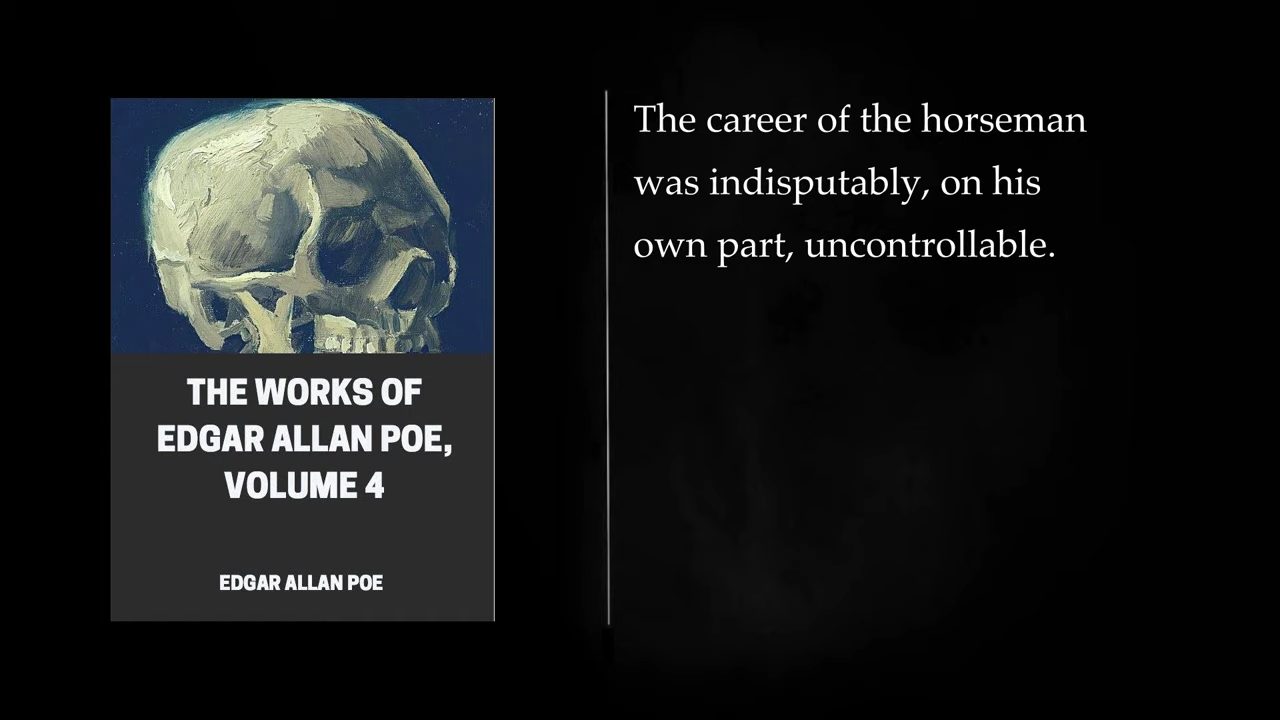 THE WORKS OF
EDGAR ALLAN POE,
VOLUME 4
EDGAR ALLAN POE
The career of the horseman
was indisputably, on his
own part, uncontrollable.